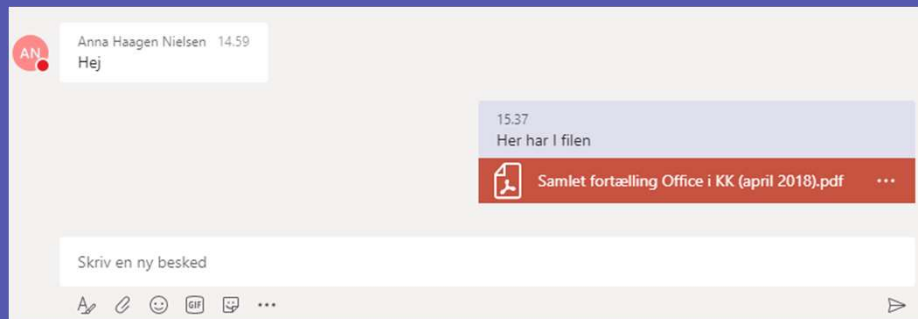 AN
Anna Haagen Nielsen 14.59
Hej
15.37
Her har I filen
Samlet fortælling Office i KK (april 2018).pdf
Skriv en ny besked
GIF